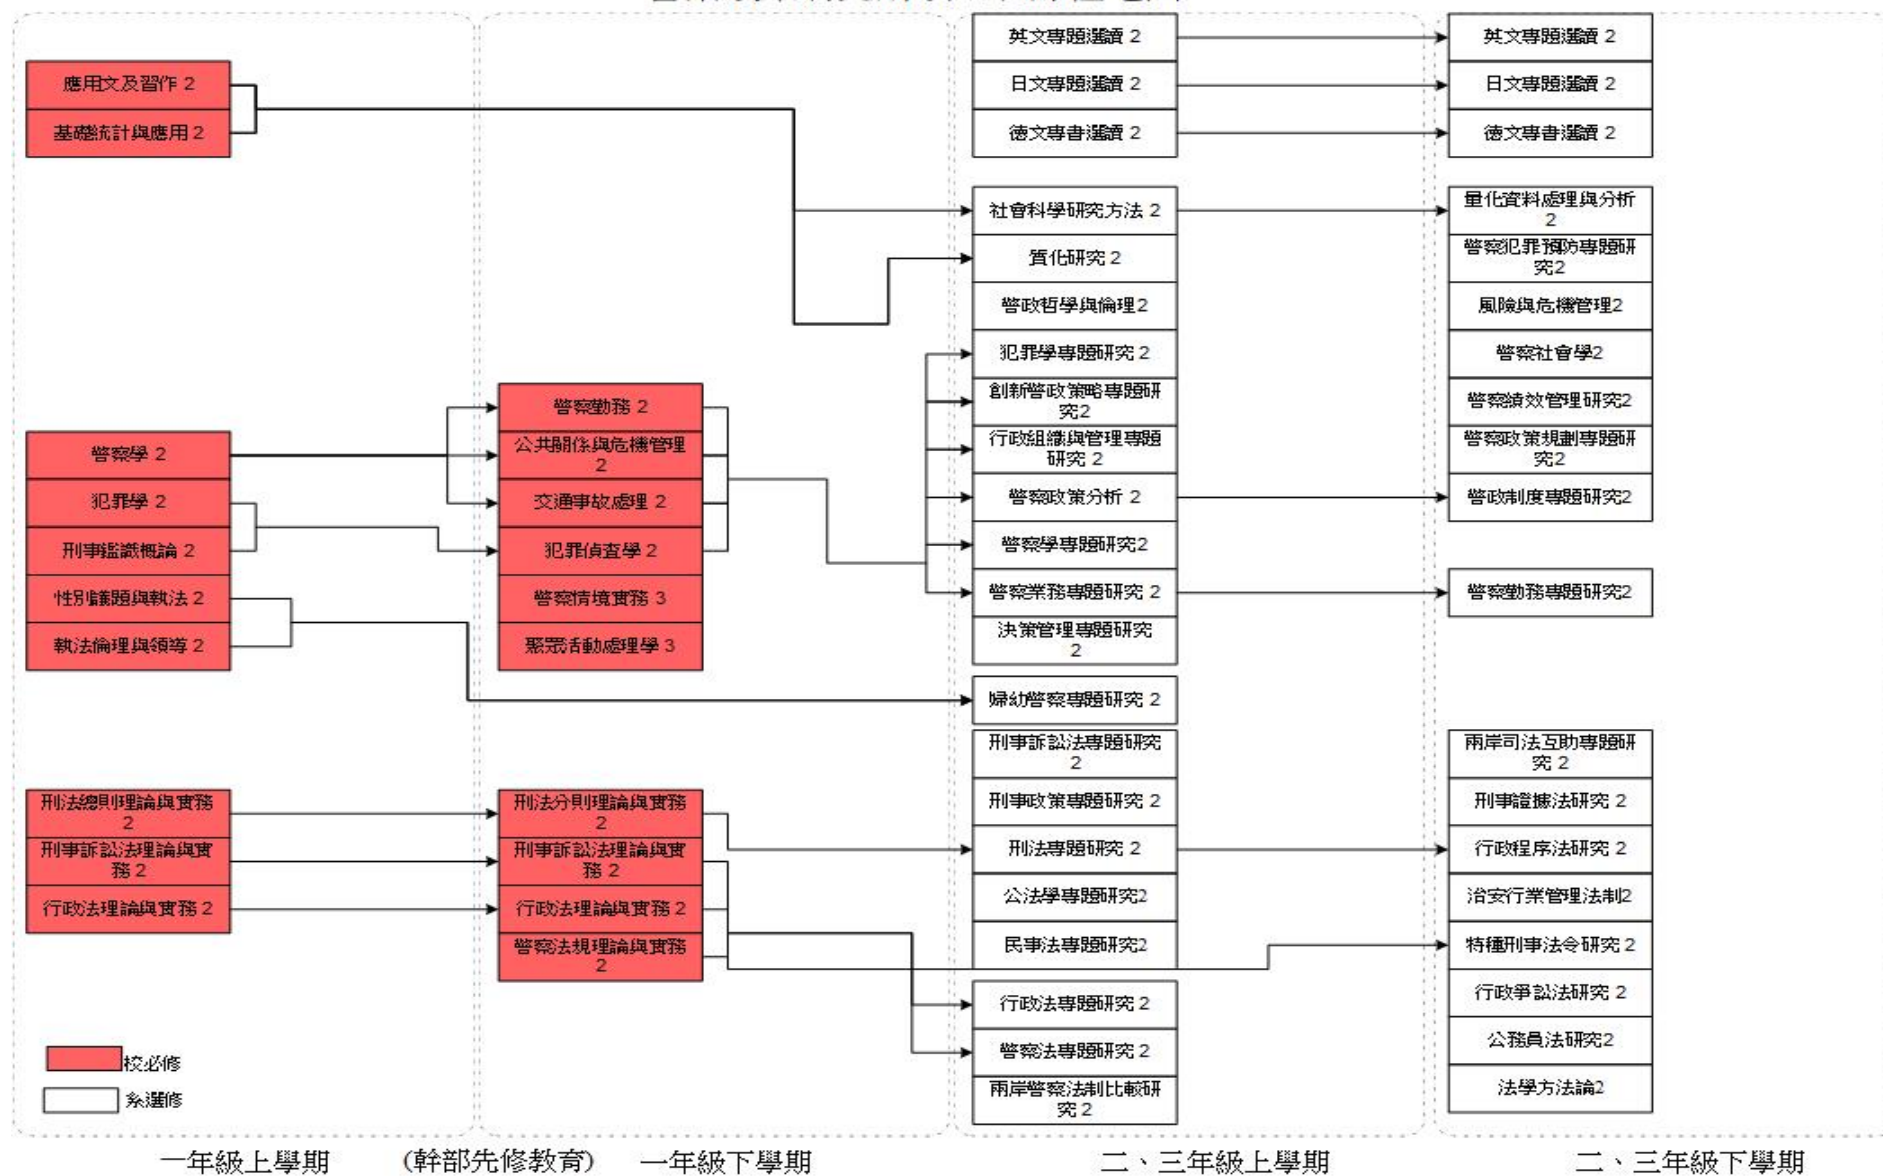 應用文及習作 2
基礎統計與應用 2
警察學 2
犯罪學 2
刑事鑑識概論 2
性別議題與執法 2
執法倫理與領導 2
刑法總則理論與實務
2
刑事訴訟法理論與實
務 2
行政法理論與實務 2
校必修
系選修
警察勤務 2
公共關係與危機管理
2
交通事故處理 2
犯罪偵查學 2
警察情境實務 3
聚眾活動處理學 3
刑法分則理論與實務
2
刑事訴訟法理論與實
務 2
行政法理論與實務 2
警察法規理論與實務
2
英文專題選讀 2
日文專題選讀 2
德文專書選讀 2
社會科學研究方法 2
質化研究 2
警政哲學與倫理2
犯罪學專題研究 2
創新警政策略專題研
究2
行政組織與管理專題
研究 2
警察政策分析 2
警察學專題研究2
警察業務專題研究 2
決策管理專題研究
2
婦幼警察專題研究 2
刑事訴訟法專題研究
2
刑事政策專題研究 2
刑法專題研究 2
公法學專題研究2
民事法專題研究2
行政法專題研究 2
警察法專題研究 2
兩岸警察法制比較研
究 2
英文專題選讀 2
日文專題選讀 2
德文專書選讀 2
量化資料處理與分析
2
警察犯罪預防專題研
究2
風險與危機管理2
警察社會學2
警察績效管理研究2
警察政策規劃專題研
究2
警政制度專題研究2
警察勤務專題研究2
兩岸司法互助專題研
究 2
刑事證據法研究 2
行政程序法研究 2
治安行業管理法制2
特種刑事法令研究 2
行政爭訟法研究 2
公務員法研究2
法學方法論2
一年級上學期
(幹部先修教育)
一年級下學期
二、三年級上學期
二、三年級下學期